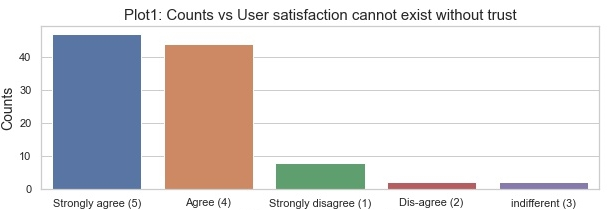 Plot1: Counts vs User satisfaction cannot exist without trust
Counts
40
30
20
10
0
Strongly agree (5) Agree (4) Strongly disagree (1) Dis-agree (2) indifferent (3)